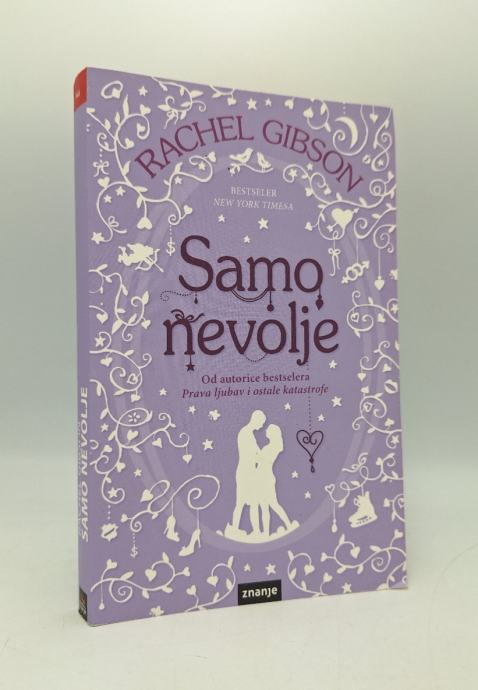 RACHEL GIBSON
BESTSELER
NEW YORK TIMESA
Samo
nevolje
Od autorice bestselera
Prava ljubav i ostale katastrofe
znanje
SAMO NEVOLJE